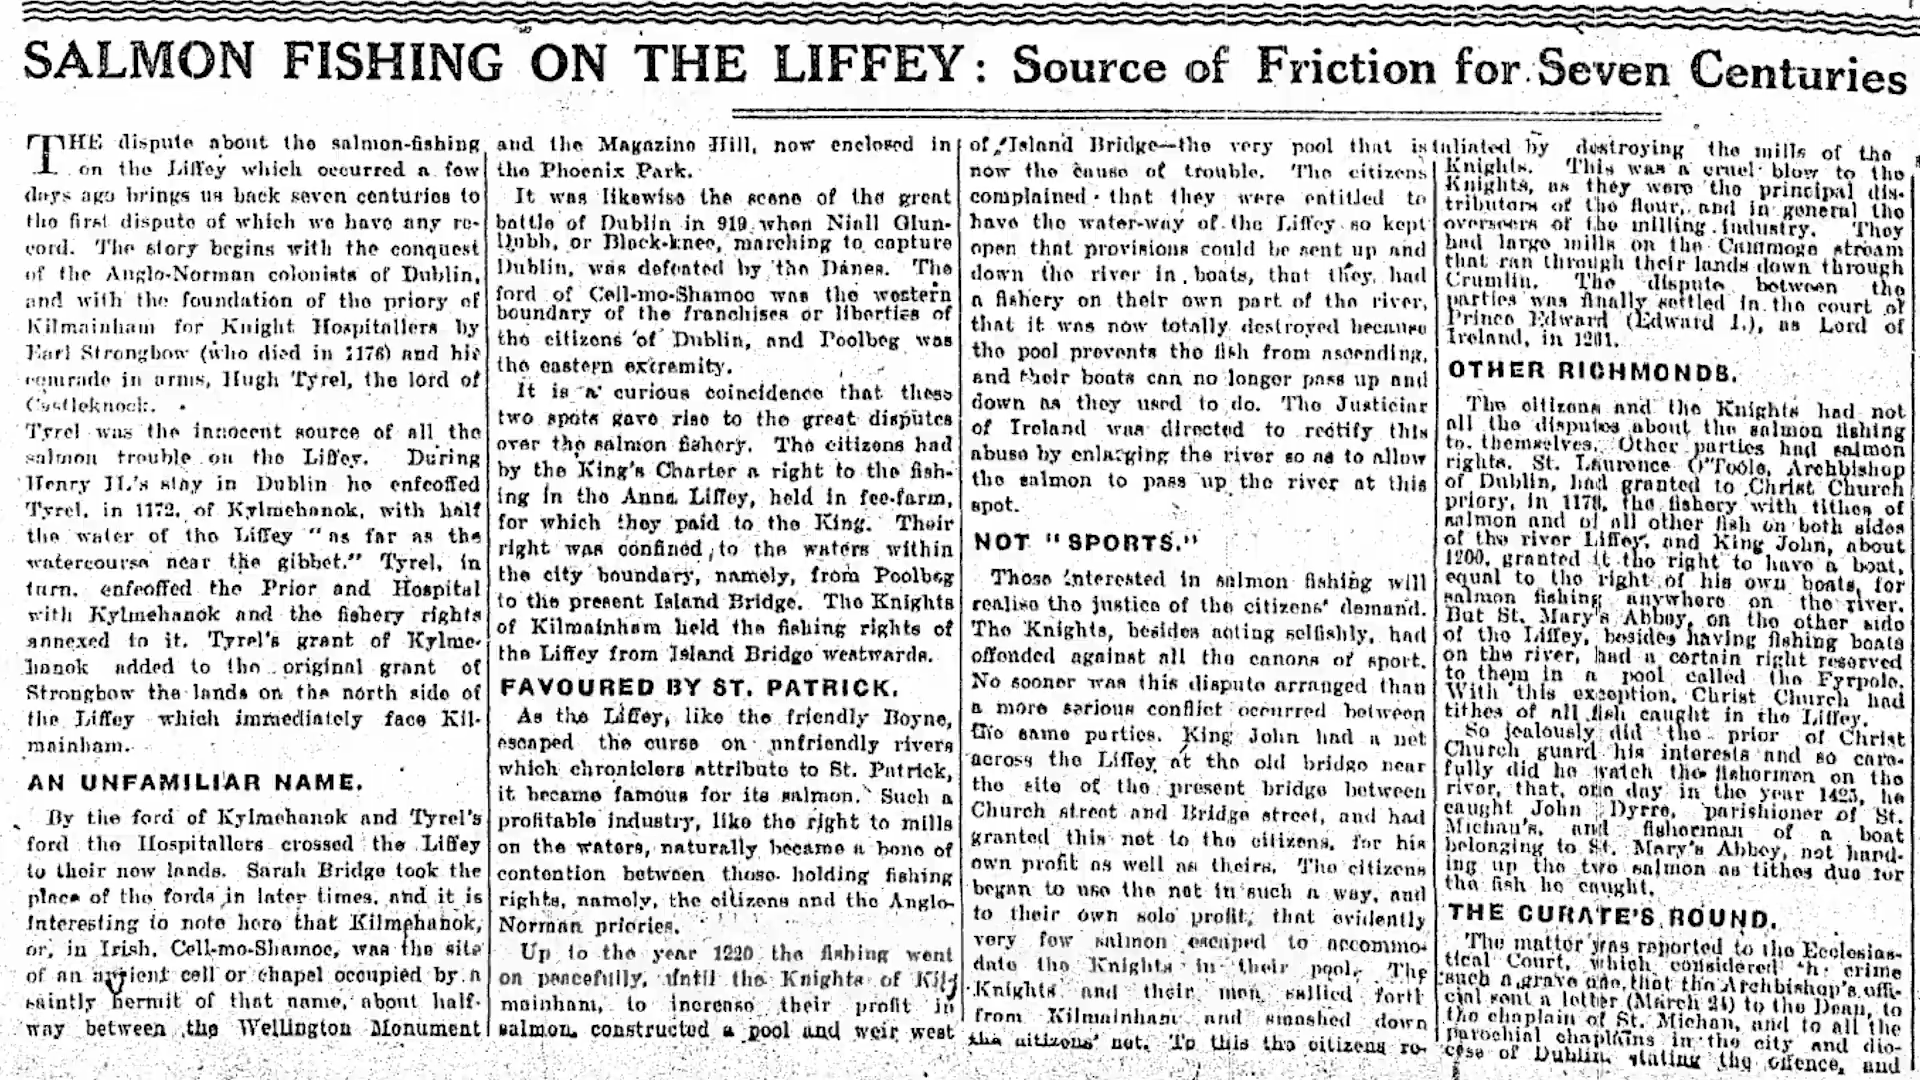 SALMON FISHING ON THE LIFFEY: Source of Friction for Seven Centuries
THE dispute about the salmon-fishing
on the Liffey which occurred a few
days ago brings us back seven centuries to
the first dispute of which we have any re-
cord. The story begins with the conquest
of the Anglo-Norman colonists of Dublin,
and with the foundation of the priory of
Kilmainham for Knight Hospitallers by
Earl Strongbow (who died in 1176) and his
comrade in arms, Hugh Tyrel, the lord of
Castleknock.
Tyrel was the innocent source of all the
salmon trouble on the Liffey. During
Henry II.'s stay in Dublin he enfeoffed
Tyrel, in 1172, of Kylmehanok, with half
the water of the Liffey "as far as the
watercourse near the gibbet." Tyrel, in
turn, enfeoffed the Prior and Hospital
with Kylmehanok and the fishery rights
annexed to it. Tyrel's grant of Kylme-
hanok added to the original grant of
Strongbow the lands on the north side of
the Liffey which immediately face Kil-
mainham.
AN UNFAMILIAR NAME.
By the ford of Kylmehanok and Tyrel's
ford the Hospitallers crossed the Liffey
to their new lands. Sarah Bridge took the
place of the fords in later times, and it is
interesting to note here that Kilmehanok,
or, in Irish, Cell-mo-Shamoc, was the site
of an ancient cell or chapel occupied by a
saintly hermit of that name, about half-
way between the Wellington Monument
and the Magazine Hill, now enclosed in
the Phoenix Park.
It was likewise the scene of the great
battle of Dublin in 919 when Niall Glun-
Dubh, or Black-knee, marching to capture
Dublin, was defeated by the Danes. The
ford of Cell-mo-Shamoc was the western
boundary of the franchises or liberties of
the citizens of Dublin, and Poolbeg was
the eastern extremity.
It is a curious coincidence that these
two spots gave rise to the great disputes
over the salmon fishery. The citizens had
by the King's Charter a right to the fish-
ing in the Anna Liffey, held in fee-farm,
for which they paid to the King. Their
right was confined to the waters within
the city boundary, namely, from Poolbeg
to the present Island Bridge. The Knights
of Kilmainham held the fishing rights of
the Liffey from Island Bridge westwards.
FAVOURED BY ST. PATRICK.
As the Liffey, like the friendly Boyne,
escaped the curse on unfriendly rivers
which chroniclers attribute to St. Patrick,
it became famous for its salmon. Such a
profitable industry, like the right to mills
on the waters, naturally became a bone of
contention between those holding fishing
rights, namely, the citizens and the Anglo-
Norman priories.
Up to the year 1220 the fishing went
on peacefully, until the Knights of Kil-
mainham, to increase their profit in
salmon, constructed a pool and weir west
of Island Bridge—the very pool that is
now the cause of trouble. The citizens
complained that they were entitled to
have the water-way of the Liffey so kept
open that provisions could be sent up and
down the river in boats, that they had
a fishery on their own part of the river,
that it was now totally destroyed because
the pool prevents the fish from ascending,
and their boats can no longer pass up and
down as they used to do. The Justiciar
of Ireland was directed to rectify this
abuse by enlarging the river so as to allow
the salmon to pass up the river at this
spot.
NOT "SPORTS."
Those interested in salmon fishing will
realise the justice of the citizens' demand.
The Knights, besides acting selfishly, had
offended against all the canons of sport.
No sooner was this dispute arranged than
a more serious conflict occurred between
the same parties. King John had a net
across the Liffey at the old bridge near
the site of the present bridge between
Church street and Bridge street, and had
granted this net to the citizens, for his
own profit as well as theirs. The citizens
began to use the net in such a way, and
to their own sole profit, that evidently
very few salmon escaped to accommo-
date the Knights in their pool. The
Knights and their men sallied forth
from Kilmainham and smashed down
the citizens' net. To this the citizens re-
taliated by destroying the mills of the
Knights. This was a cruel blow to the
Knights, as they were the principal dis-
tributors of the flour, and in general the
overseers of the milling industry. They
had large mills on the Cammoge stream
that ran through their lands down through
Crumlin. The dispute between the
parties was finally settled in the court of
Prince Edward (Edward I.), as Lord of
Ireland, in 1261.
OTHER RICHMONDS.
The citizens and the Knights had not
all the disputes about the salmon fishing
to themselves. Other parties had salmon
rights. St. Laurence O'Toole, Archbishop
of Dublin, had granted to Christ Church
priory, in 1178, the fishery with tithes of
salmon and of all other fish on both sides
of the river Liffey, and King John, about
1200, granted it the right to have a boat,
equal to the right of his own boats, for
salmon fishing anywhere on the river.
But St. Mary's Abbey, on the other side
of the Liffey, besides having fishing boats
on the river, had a certain right reserved
to them in a pool called the Fyrpole.
With this exception, Christ Church had
tithes of all fish caught in the Liffey.
So jealously did the prior of Christ
Church guard his interests and so care-
fully did he watch the fishermen on the
river, that, one day in the year 1425, he
caught John Dyrre, parishioner of St.
Michan's, and fisherman of a boat
belonging to St. Mary's Abbey, not hand-
ing up the two salmon as tithes due for
the fish he caught.
THE CURATE'S ROUND.
The matter was reported to the Ecclesias-
tical Court, which considered the crime
such a grave one that the Archbishop's offi-
cial sent a letter (March 24) to the Dean, to
the chaplain of St. Michan, and to all the
parochial chaplains in the city and dio-
cese of Dublin, stating the offence, and